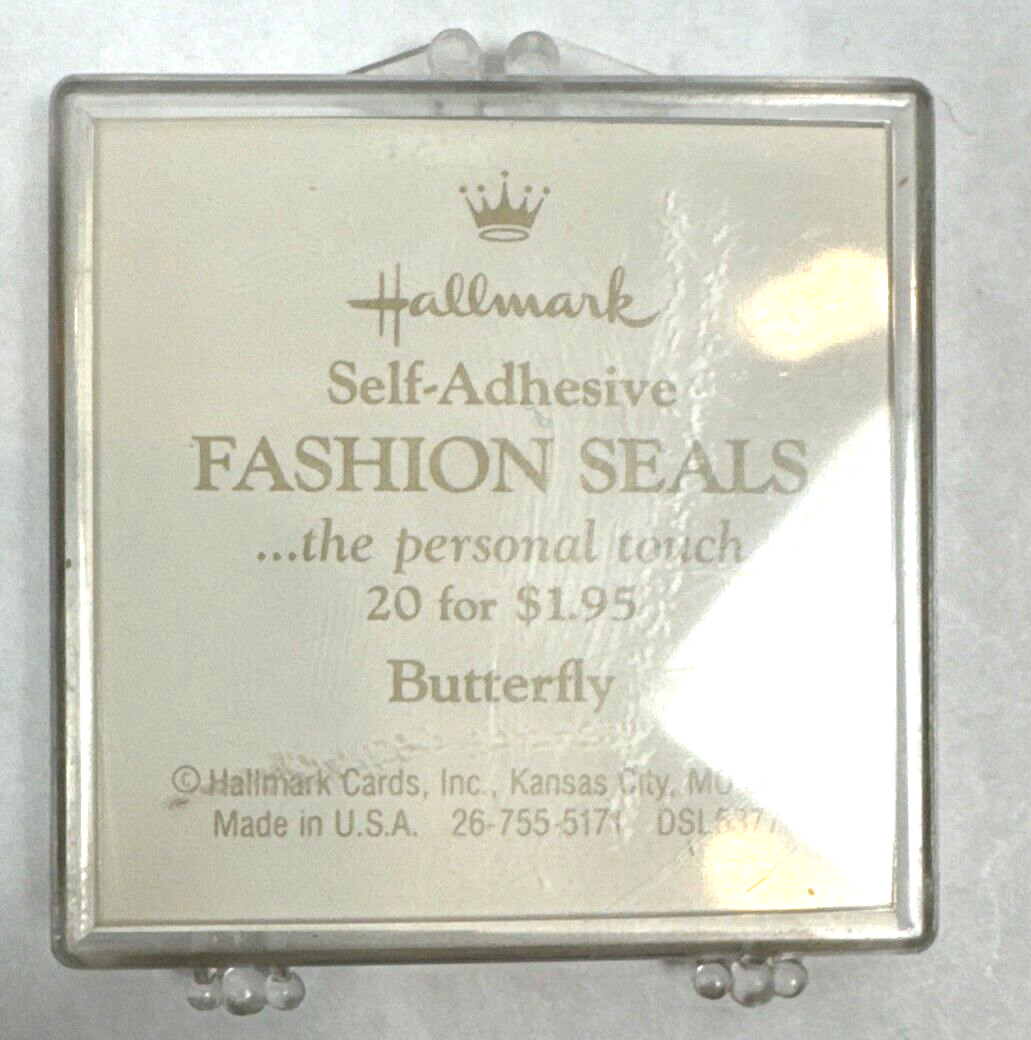 Hallmark
Self-Adhesive
FASHION SEALS
...the personal touch
20 for $1.95
Butterfly
© Hallmark Cards, Inc., Kansas City, MO
Made in U.S.A. 26-755-5171